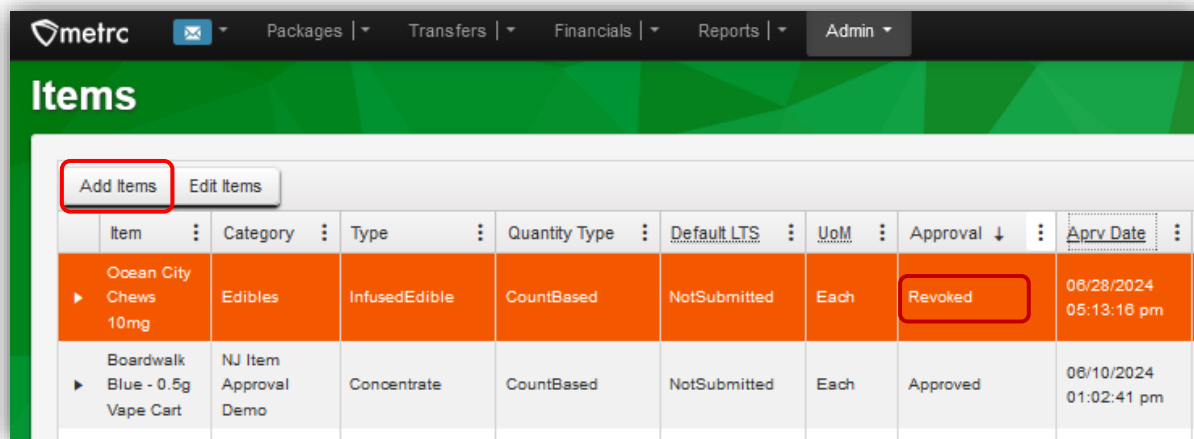 metrc Packages | Transfers | Financials | Reports | Admin
Items
Add Items Edit Items
Item Category Type Quantity Type Default LTS UoM Approval ↓ Aprv Date
Ocean City
Chews
10mg
Edibles
InfusedEdible
CountBased
NotSubmitted
Each
Revoked
06/28/2024
05:13:16 pm
Boardwalk
Blue - 0.5g
Vape Cart
NJ Item
Approval
Demo
Concentrate
CountBased
NotSubmitted
Each
Approved
06/10/2024
01:02:41 pm